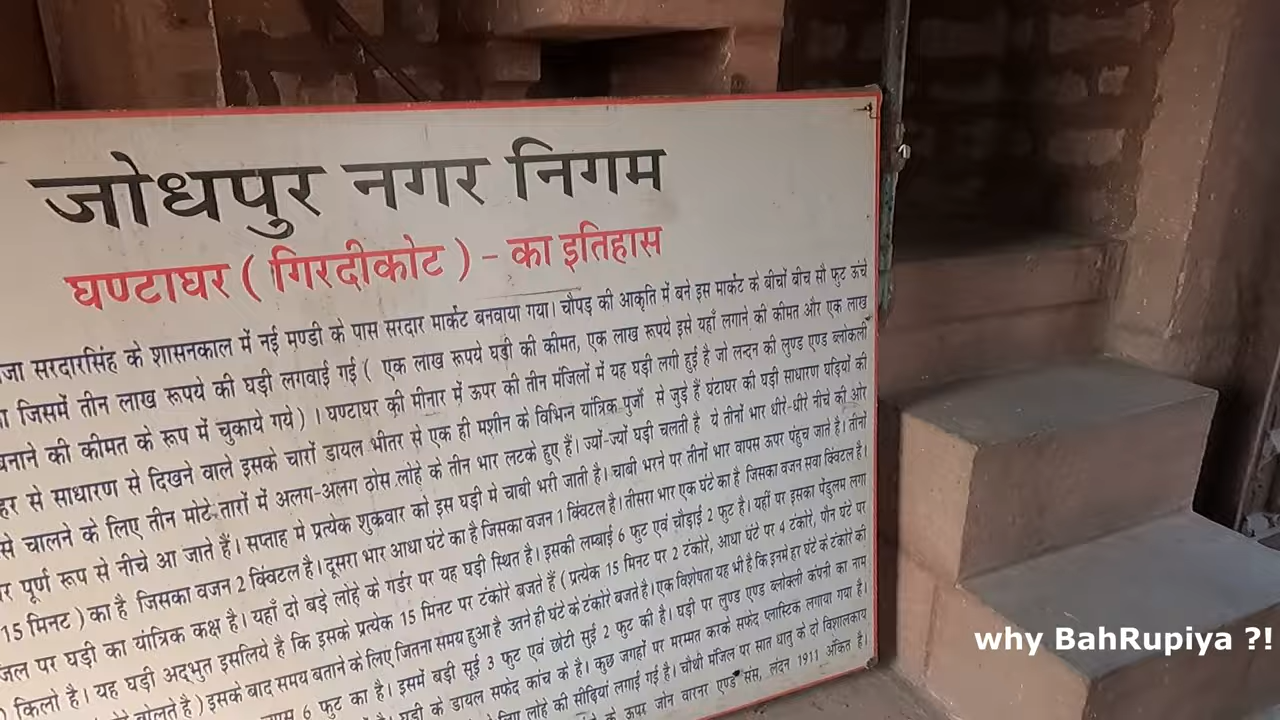 जोधपुर नगर निगम
घण्टाघर ( गिरदीकोट ) - का इतिहास
सरदारसिंह के शासनकाल में नई मण्डी के पास सरदार मार्केट बनवाया गया। चौपड़ की आकृति में बने इस मार्केट के बीचों बीच सौ फुट ऊंचे
जिसमें तीन लाख रूपये की घड़ी लगवाई गई ( एक लाख रूपये घड़ी की कीमत, एक लाख रूपये इसे यहाँ लगाने की कीमत और एक लाख
की कीमत के रूप में चुकाये गये ) । घण्टाघर की मीनार में ऊपर की तीन मंजिलों में यह घड़ी लगी हुई है जो लन्दन की लुण्ड एण्ड ब्लोकली
से साधारण से दिखने वाले इसके चारों डायल भीतर से एक ही मशीन के विभिन्न यांत्रिक पुर्जो से जुड़े हैं घंटाघर की घड़ी साधारण घड़ियों की
से चालने के लिए तीन मोटे-तारों में अलग-अलग ठोस लोहे के तीन भार लटके हुए हैं। ज्यों-ज्यों घड़ी चलती है ये तीनों भार धीरे-धीरे नीचे की ओर
पूर्ण रूप से नीचे आ जाते हैं। सप्ताह मे प्रत्येक शुक्रवार को इस घड़ी मे चाबी भरी जाती है। चाबी भरने पर तीनों भार वापस ऊपर पहुंच जाते है। तीनों
15 मिनट ) का है जिसका वजन 2 क्विंटल है। दूसरा भार आधा घंटे का है जिसका वजन 1 क्विंटल है। तीसरा भार एक घंटे का है जिसका वजन सवा क्विंटल है।
पर घड़ी का यांत्रिक कक्ष है। यहाँ दो बड़े लोहे के गर्डर पर यह घड़ी स्थित है। इसकी लम्बाई 6 फुट एवं चौड़ाई 2 फुट है। यहीं पर इसका पेंडुलम लगा
किलो है। यह घड़ी अद्भुत इसलिये है कि इसके प्रत्येक 15 मिनट पर टंकोरे बजते हैं ( प्रत्येक 15 मिनट पर 2 टंकोरे, आधा घंटे पर 4 टंकोरे, पौन घंटे पर
बोलते है ) इसके बाद समय बताने के लिए जितना समय हुआ है उतने ही घंटे के टंकोरे बजते है। एक विशेषता यह भी है कि इनमे हर घंटे के टंकोरे की
6 फुट का है। इसमें बड़ी सूई 3 फुट एवं छोटी सुई 2 फुट की है। घड़ी पर लुण्ड एण्ड ब्लोक्ली कंपनी का नाम
घड़ी के डायल सफेद कांच के है। कुछ जगहों पर मरम्मत करके सफेद प्लास्टिक लगाया गया है।
लोहे की सीढ़ियां लगाई गई है। चौथी मंजिल पर सात धातु के दो विशालकाय
के ऊपर जोन वारनर एण्ड संस, लंदन 1911 अंकित है।
why BahRupiya ?!